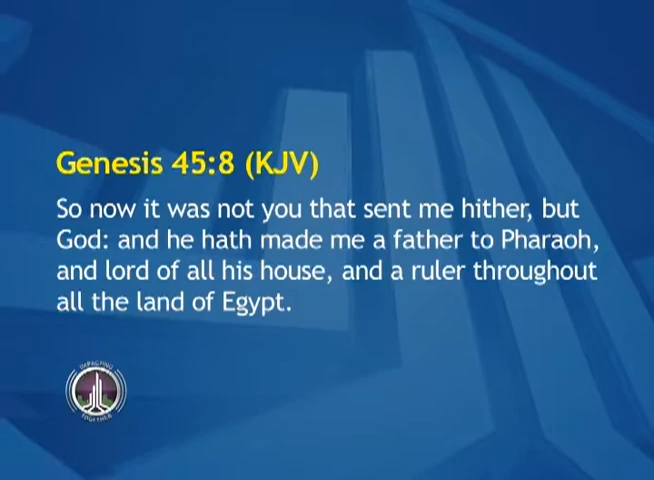 Genesis 45:8 (KJV)
So now it was not you that sent me hither, but
God: and he hath made me a father to Pharaoh,
and lord of all his house, and a ruler throughout
all the land of Egypt.